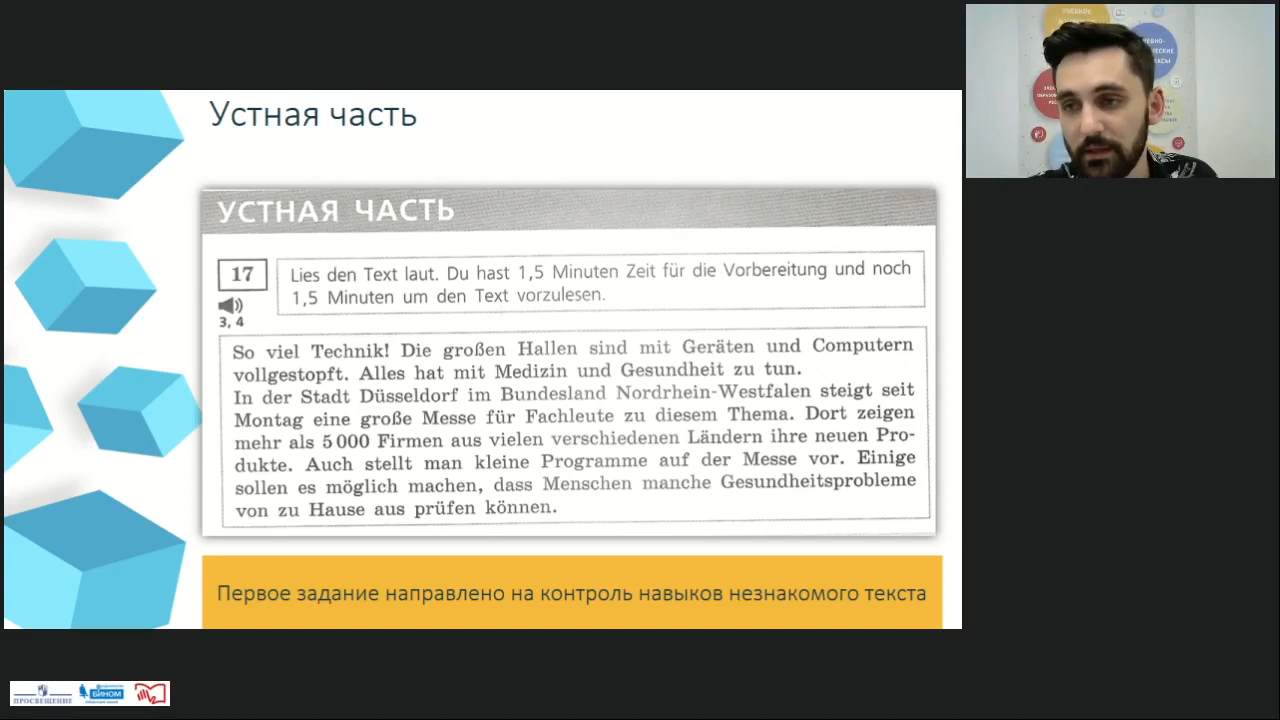 Устная часть
УСТНАЯ ЧАСТЬ
17
Lies den Text laut. Du hast 1,5 Minuten Zeit für die Vorbereitung und noch
1,5 Minuten um den Text vorzulesen.
3, 4
So viel Technik! Die großen Hallen sind mit Geräten und Computern
vollgestopft. Alles hat mit Medizin und Gesundheit zu tun.
In der Stadt Düsseldorf im Bundesland Nordrhein-Westfalen steigt seit
Montag eine große Messe für Fachleute zu diesem Thema. Dort zeigen
mehr als 5 000 Firmen aus vielen verschiedenen Ländern ihre neuen Pro-
dukte. Auch stellt man kleine Programme auf der Messe vor. Einige
sollen es möglich machen, dass Menschen manche Gesundheitsprobleme
von zu Hause aus prüfen können.
Первое задание направлено на контроль навыков незнакомого текста
ПРОСВЕЩЕНИЕ
БИНОМ